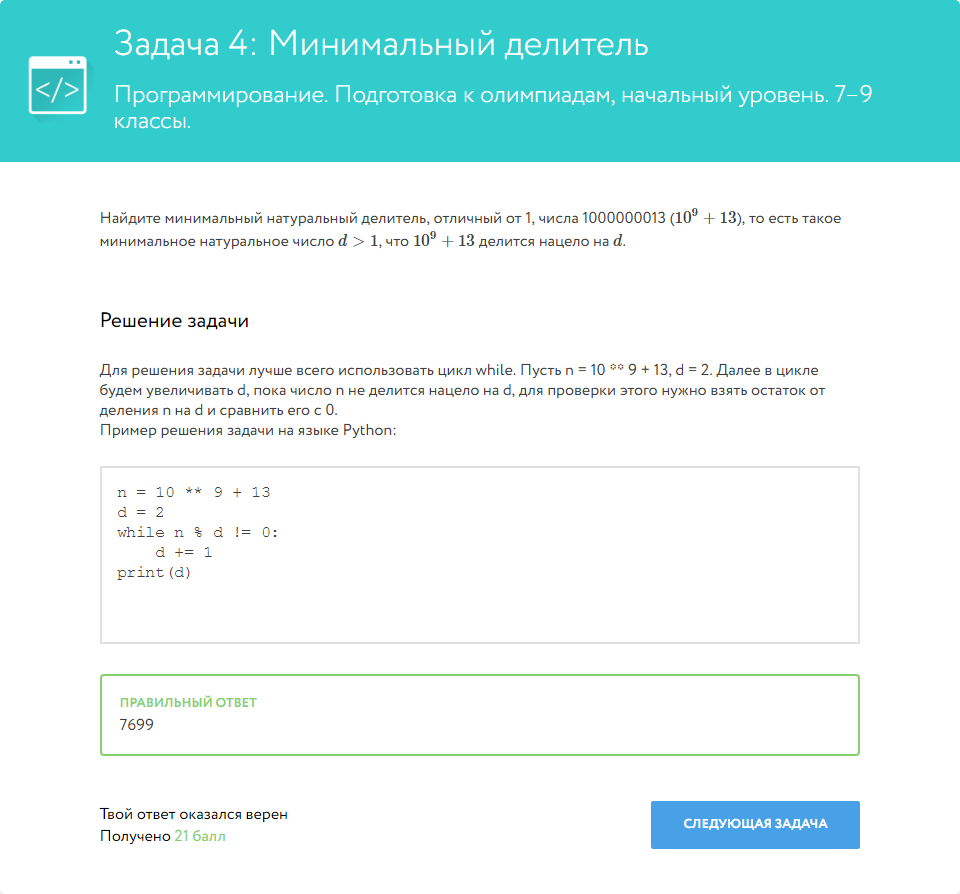 </>
Задача 4: Минимальный делитель
Программирование. Подготовка к олимпиадам, начальный уровень. 7–9
классы.
Найдите минимальный натуральный делитель, отличный от 1, числа 1000000013 (10⁹ + 13), то есть такое
минимальное натуральное число d > 1, что 10⁹ + 13 делится нацело на d.
Решение задачи
Для решения задачи лучше всего использовать цикл while. Пусть n = 10 ** 9 + 13, d = 2. Далее в цикле
будем увеличивать d, пока число n не делится нацело на d, для проверки этого нужно взять остаток от
деления n на d и сравнить его с 0.
Пример решения задачи на языке Python:
n = 10 ** 9 + 13
d = 2
while n % d != 0:
    d += 1
print(d)
ПРАВИЛЬНЫЙ ОТВЕТ
7699
Твой ответ оказался верен
Получено 21 балл
СЛЕДУЮЩАЯ ЗАДАЧА